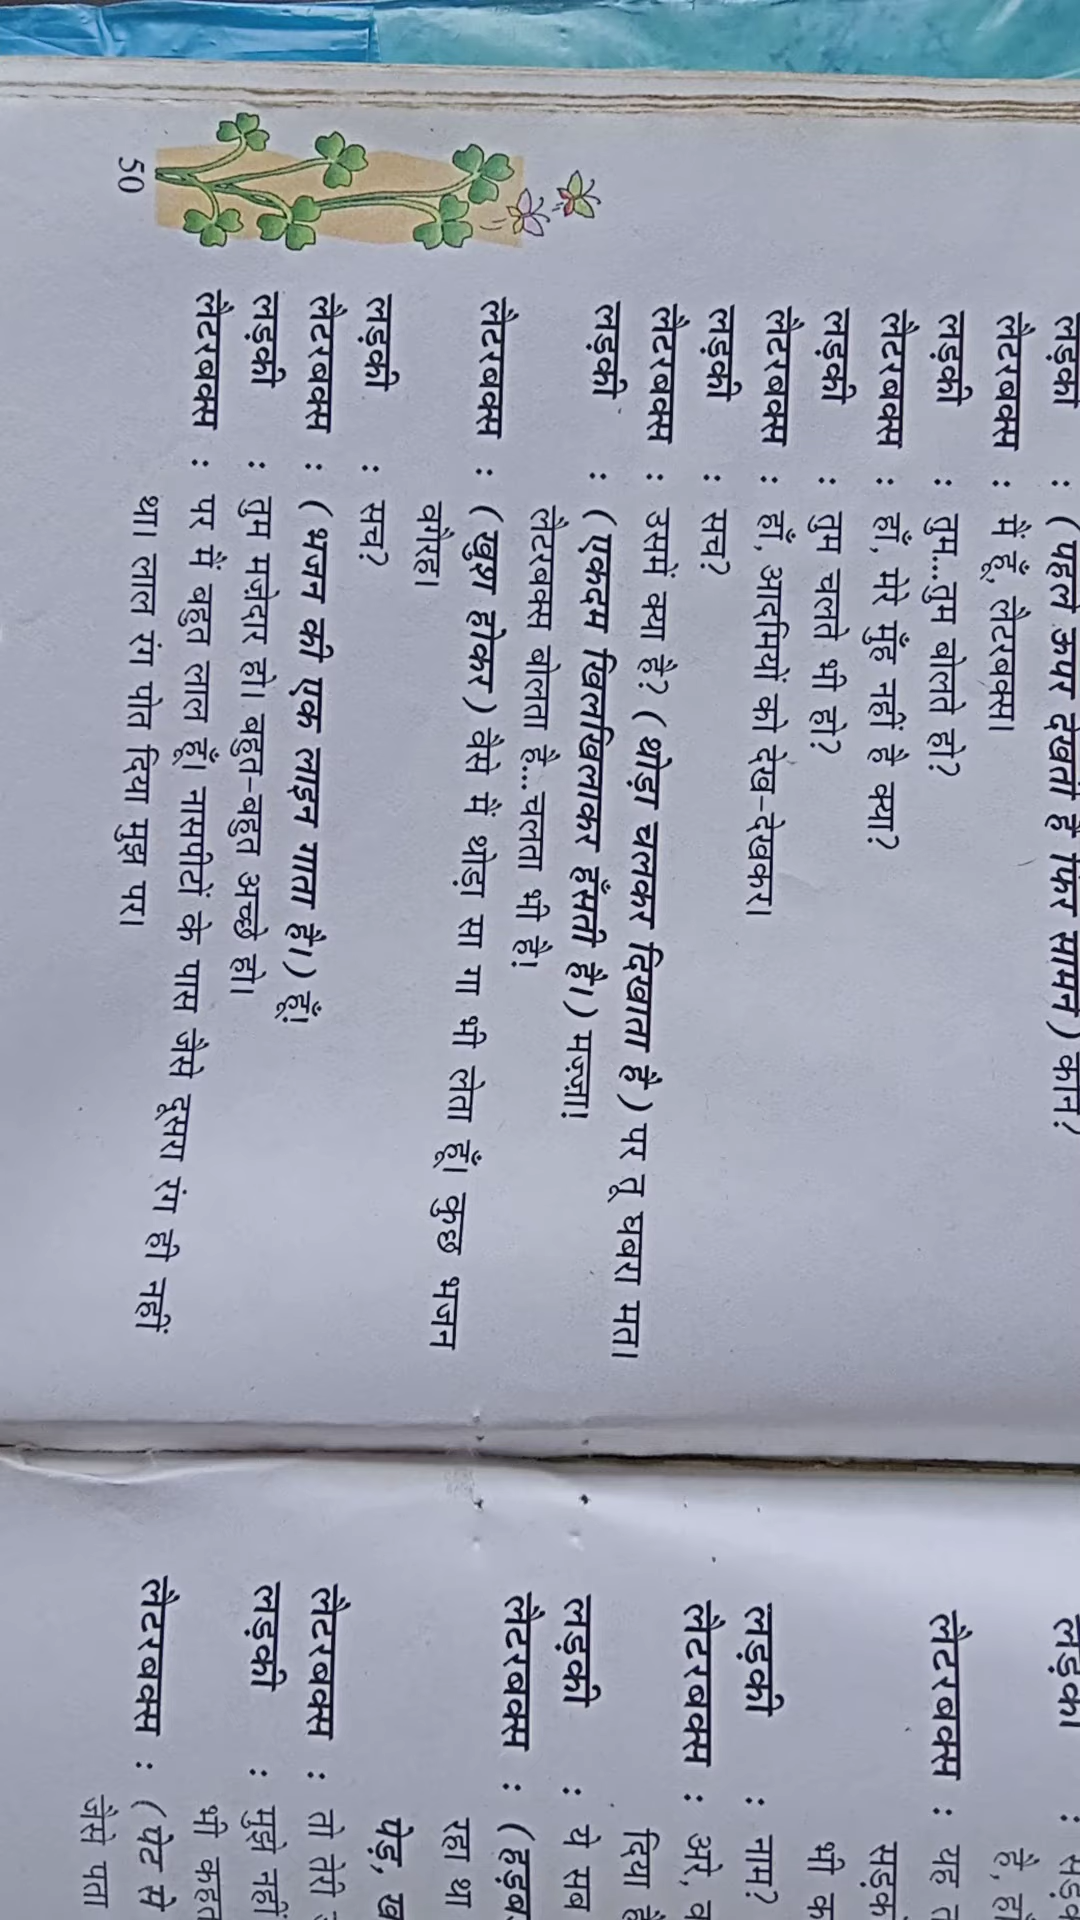 लड़की : (पहले ऊपर देखती है फिर सामने) कौन?
लैटरबक्स : मैं हूँ, लैटरबक्स।
लड़की : तुम...तुम बोलते हो?
लैटरबक्स : हाँ, मेरे मुँह नहीं है क्या?
लड़की : तुम चलते भी हो?
लैटरबक्स : हाँ, आदमियों को देख-देखकर।
लड़की : सच?
लैटरबक्स : उसमें क्या है? (थोड़ा चलकर दिखाता है) पर तू घबरा मत।
लड़की : (एकदम खिलखिलाकर हँसती है।) मज़्ज़ा!
लैटरबक्स बोलता है...चलता भी है!
लैटरबक्स : (खुश होकर) वैसे मैं थोड़ा सा गा भी लेता हूँ। कुछ भजन
वगैरह।
लड़की : सच?
लैटरबक्स : (भजन की एक लाइन गाता है।) हूँ!
लड़की : तुम मज़ेदार हो। बहुत-बहुत अच्छे हो।
लैटरबक्स : पर मैं बहुत लाल हूँ। नासपीटों के पास जैसे दूसरा रंग ही नहीं
था। लाल रंग पोत दिया मुझ पर।
50
लड़की :
है, हाँ
लैटरबक्स : यह
सड़क
भी
लड़की : नाम?
लैटरबक्स : अरे,
दिया है
लड़की : ये सब
लैटरबक्स :
रहा था
पेड़,
लैटरबक्स : तो तेरी
लड़की : मुझे नहीं
भी
लैटरबक्स : (पेट से
जैसे पता